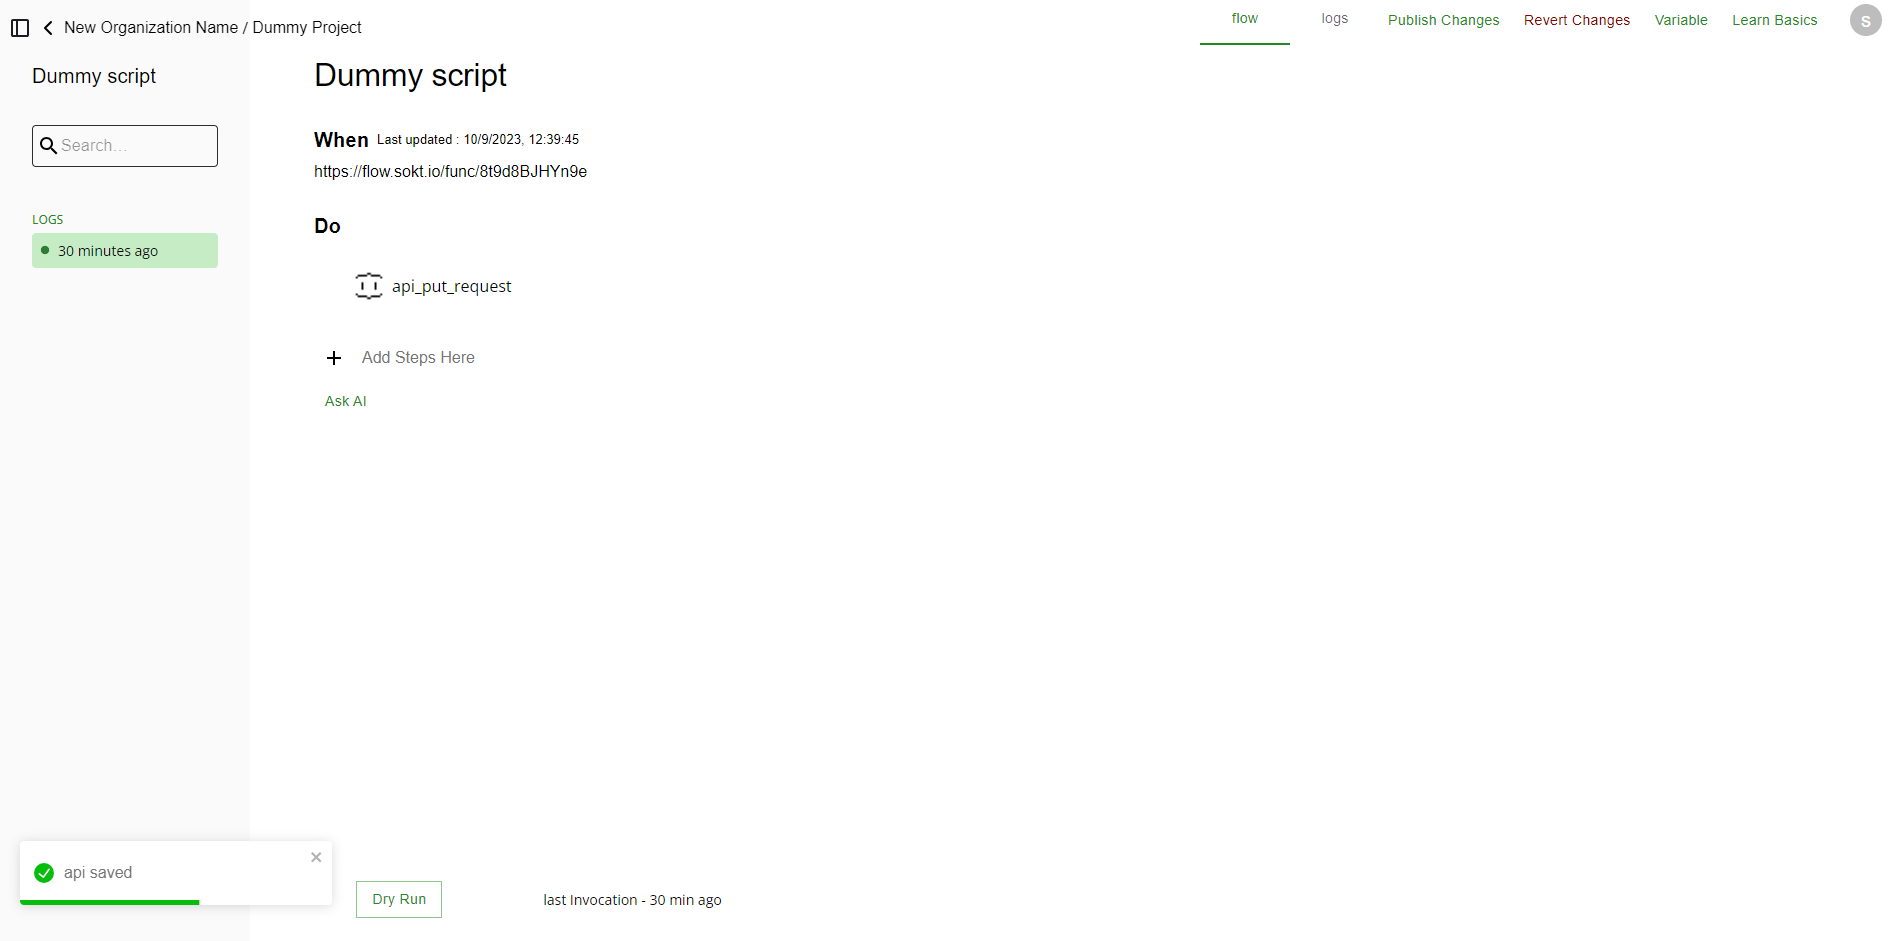 New Organization Name / Dummy Project
flow
logs
Publish Changes
Revert Changes
Variable
Learn Basics
S
Dummy script
Search...
LOGS
30 minutes ago
Dummy script
When Last updated : 10/9/2023, 12:39:45
https://flow.sokt.io/func/8t9d8BJHYn9e
Do
api_put_request
Add Steps Here
Ask AI
api saved
Dry Run
last Invocation - 30 min ago